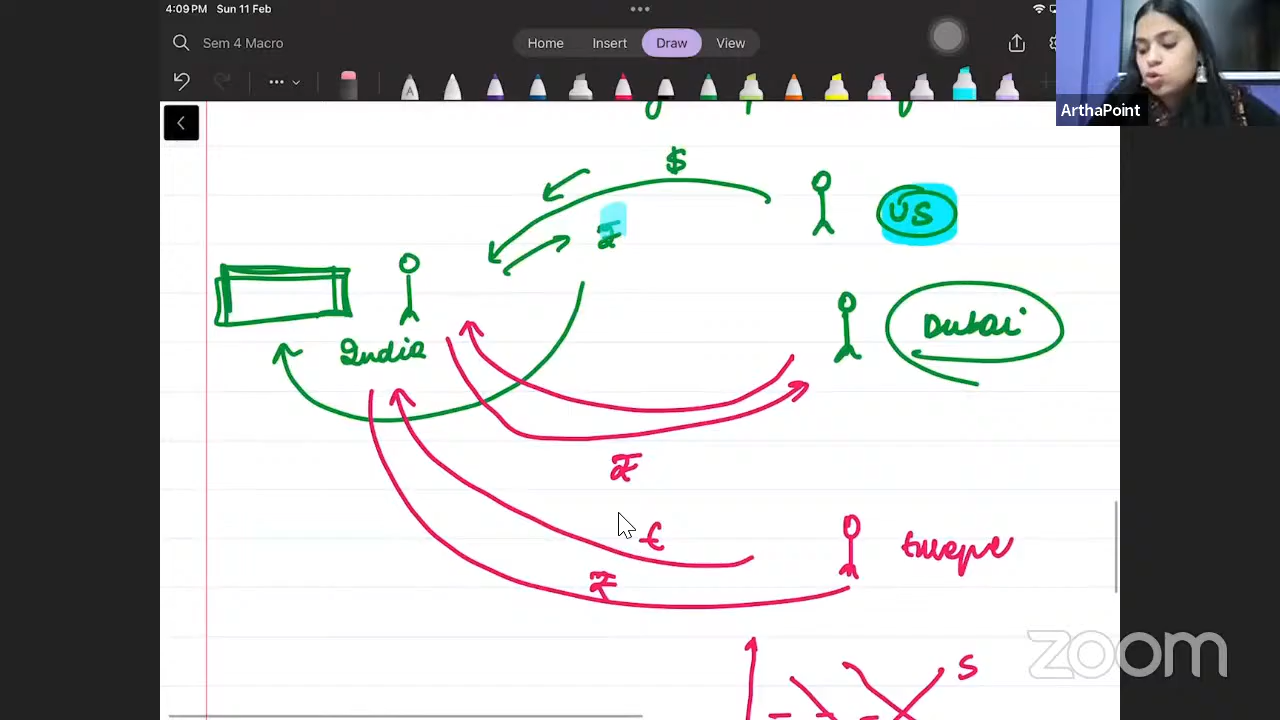 4:09 PM Sun 11 Feb
Sem 4 Macro
Home Insert Draw View
A
ArthaPoint
$
US
₹
India
Dubai
₹
€
Europe
₹
S
zoom